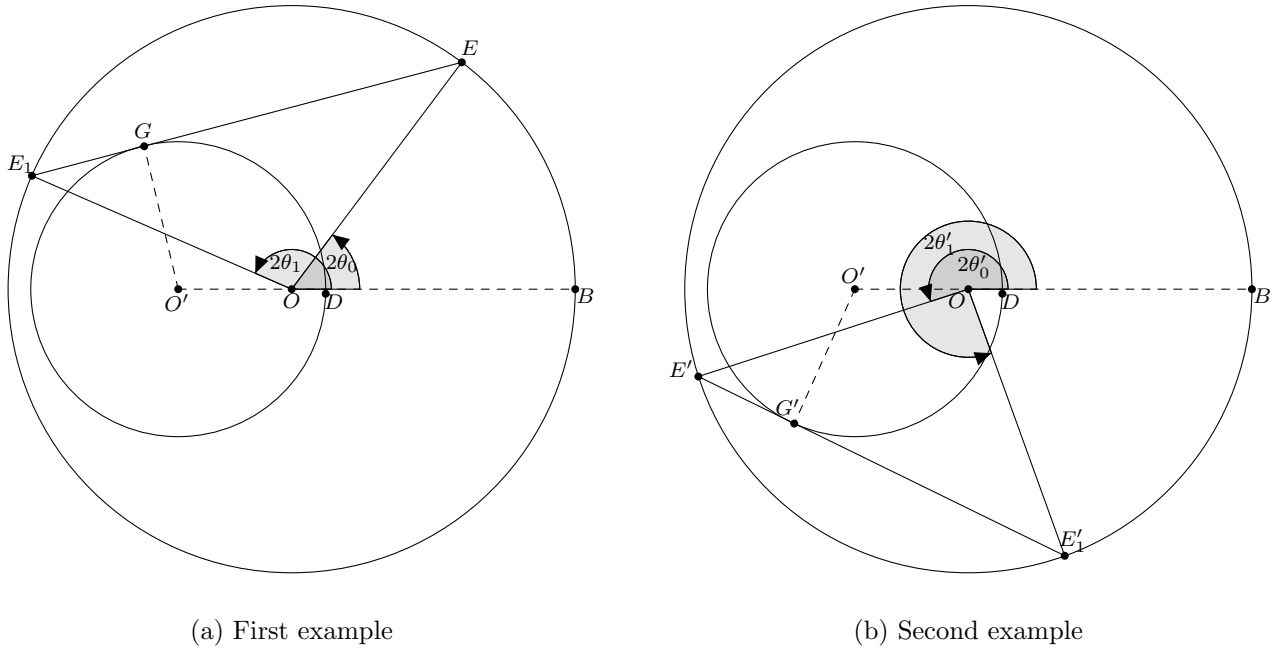 E
G
E₁
2θ₁
2θ₀
O′
O
D
B
(a) First example
2θ′₁
2θ′₀
O′
O
D
B
E′
G′
E′₁
(b) Second example